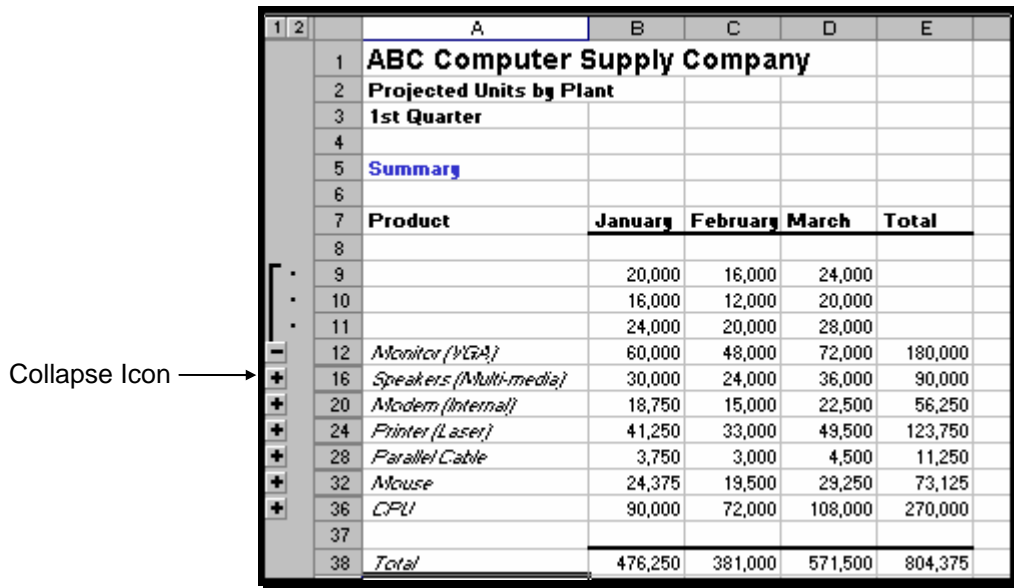 1 2 A B C D E
1 ABC Computer Supply Company
2 Projected Units by Plant
3 1st Quarter
4
5 Summary
6
7 Product January February March Total
8
9 20,000 16,000 24,000
10 16,000 12,000 20,000
11 24,000 20,000 28,000
12 Monitor (VGA) 60,000 48,000 72,000 180,000
Collapse Icon
16 Speakers (Multi-media) 30,000 24,000 36,000 90,000
20 Modem (Internal) 18,750 15,000 22,500 56,250
24 Printer (Laser) 41,250 33,000 49,500 123,750
28 Parallel Cable 3,750 3,000 4,500 11,250
32 Mouse 24,375 19,500 29,250 73,125
36 CPU 90,000 72,000 108,000 270,000
37
38 Total 476,250 381,000 571,500 804,375